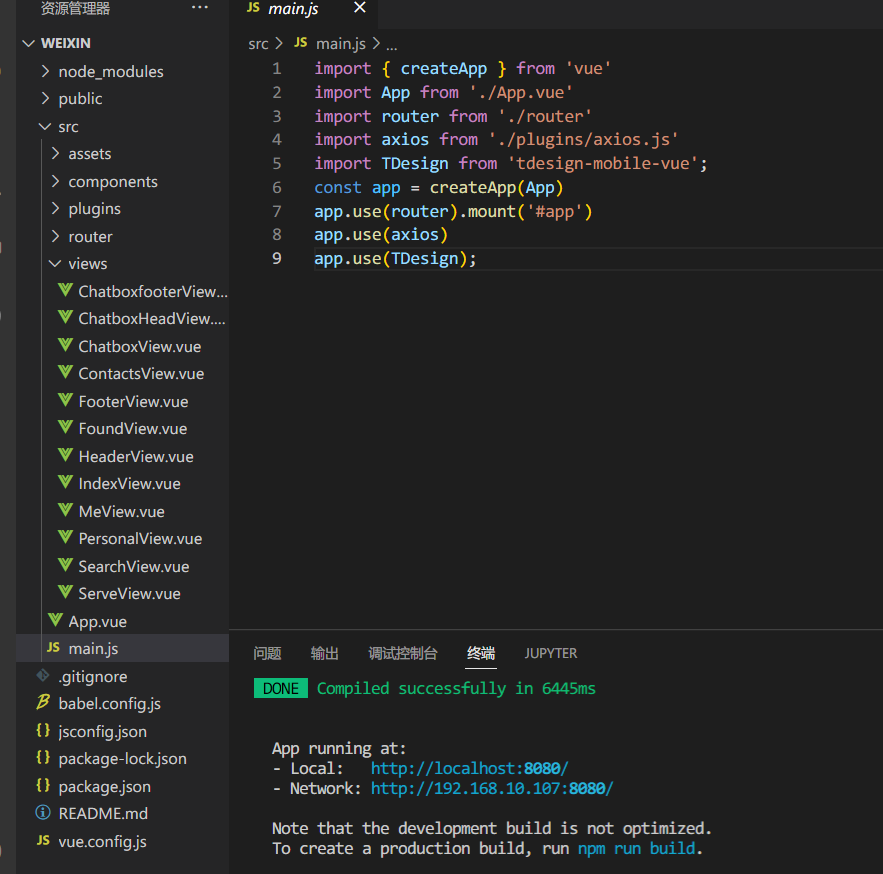 资源管理器 ...
WEIXIN
node_modules
public
src
assets
components
plugins
router
views
ChatboxfooterView...
ChatboxHeadView....
ChatboxView.vue
ContactsView.vue
FooterView.vue
FoundView.vue
HeaderView.vue
IndexView.vue
MeView.vue
PersonalView.vue
SearchView.vue
ServeView.vue
App.vue
JS main.js
.gitignore
babel.config.js
{} jsconfig.json
{} package-lock.json
{} package.json
README.md
JS vue.config.js
JS main.js ×
src > JS main.js > ...
1 import { createApp } from 'vue'
2 import App from './App.vue'
3 import router from './router'
4 import axios from './plugins/axios.js'
5 import TDesign from 'tdesign-mobile-vue';
6 const app = createApp(App)
7 app.use(router).mount('#app')
8 app.use(axios)
9 app.use(TDesign);
问题 输出 调试控制台 终端 JUPYTER
DONE Compiled successfully in 6445ms
App running at:
- Local: http://localhost:8080/
- Network: http://192.168.10.107:8080/
Note that the development build is not optimized.
To create a production build, run npm run build.